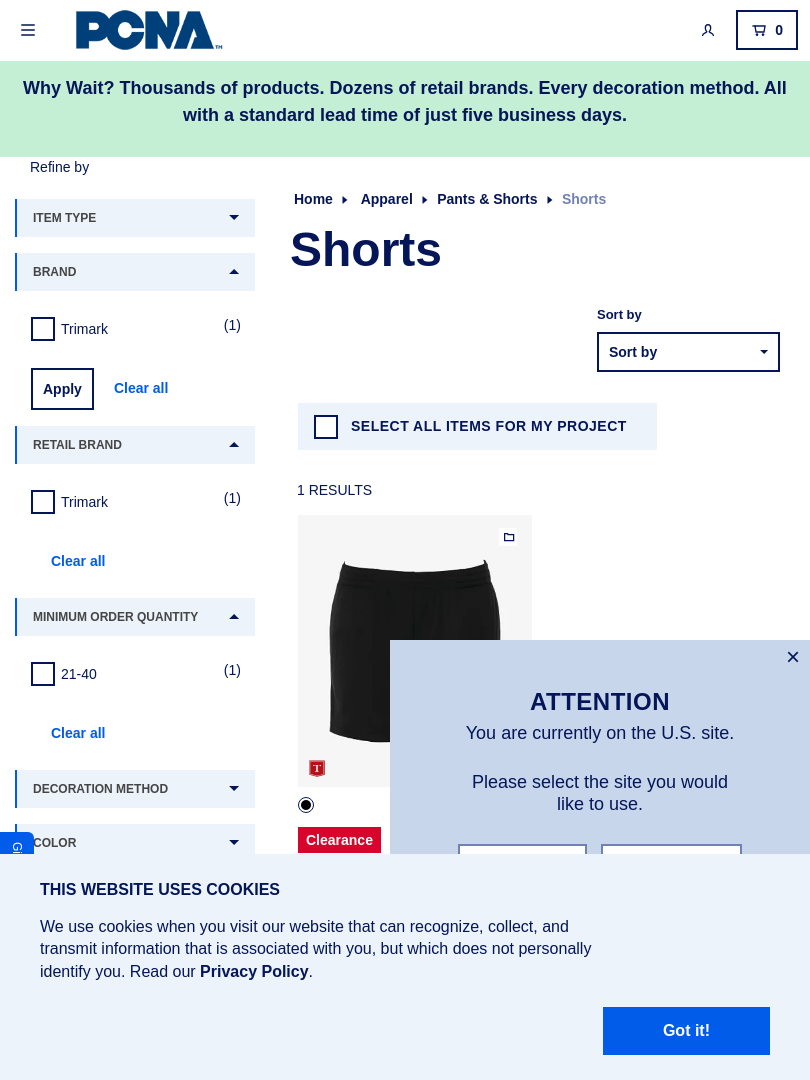 PCNA™
0
Why Wait? Thousands of products. Dozens of retail brands. Every decoration method. All
with a standard lead time of just five business days.
Refine by
ITEM TYPE
BRAND
Trimark
(1)
Apply
Clear all
RETAIL BRAND
Trimark
(1)
Clear all
MINIMUM ORDER QUANTITY
21-40
(1)
Clear all
DECORATION METHOD
COLOR
Home
Apparel
Pants & Shorts
Shorts
Shorts
Sort by
Sort by
SELECT ALL ITEMS FOR MY PROJECT
1 RESULTS
T
Clearance
ATTENTION
You are currently on the U.S. site.
Please select the site you would
like to use.
THIS WEBSITE USES COOKIES
We use cookies when you visit our website that can recognize, collect, and
transmit information that is associated with you, but which does not personally
identify you. Read our Privacy Policy.
Got it!